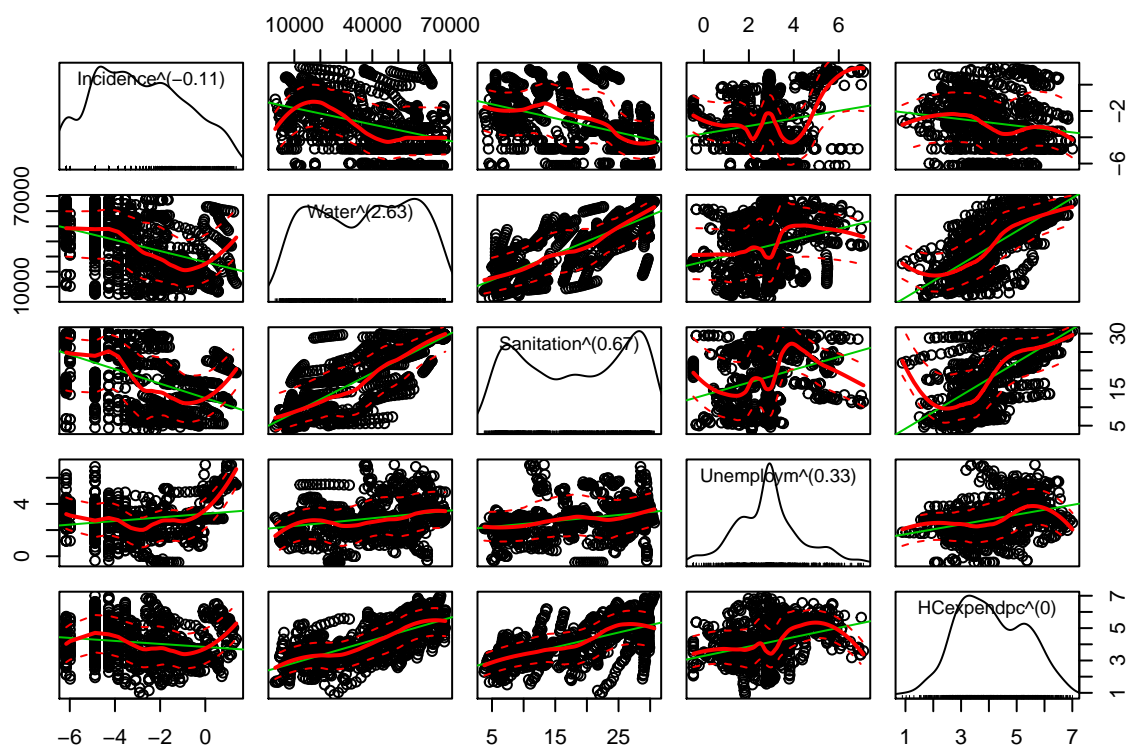 10000 40000 70000 0 2 4 6
Incidence^(−0.11)
−6 −2
10000 70000
Water^(2.63)
Sanitation^(0.67)
5 15 30
0 4
Unemploym^(0.33)
HCexpendpc^(0)
1 3 5 7
−6 −4 −2 0 5 15 25 1 3 5 7